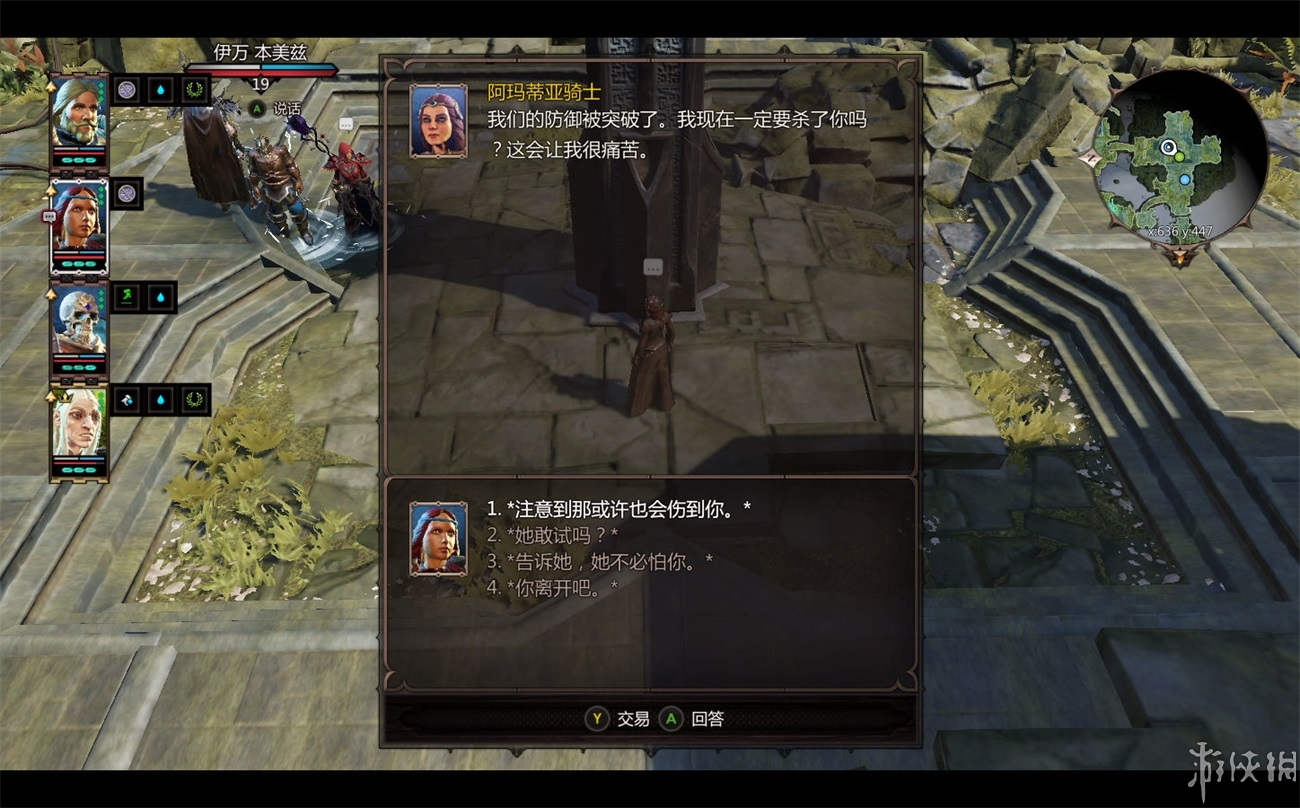 伊万 本美兹
19
A 说话
阿玛蒂亚骑士
我们的防御被突破了。我现在一定要杀了你吗
？这会让我很痛苦。
1. *注意到那或许也会伤到你。*
2. *她敢试吗？*
3. *告诉她，她不必怕你。*
4. *你离开吧。*
Y 交易 A 回答
N
x:636 y:447
游侠網